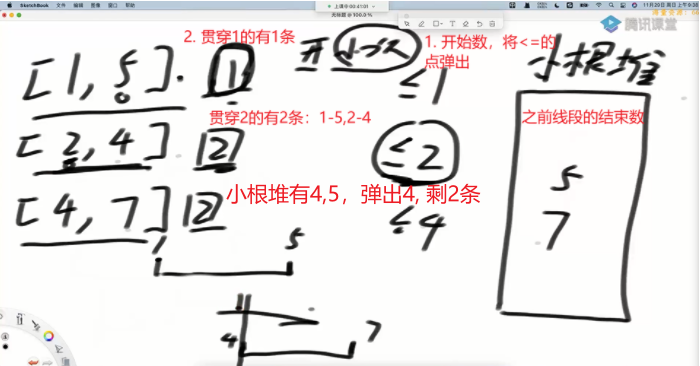 SketchBook 文件 编辑 图像 窗口 帮助
上课中 00:41:01
11月20日 周日 上午9:30
无标题 @ 100.0 %
腾讯课堂
2. 贯穿1的有1条
1. 开始数，将<=的
点弹出
开始
小根堆
[1, 5] 1 ≤1
贯穿2的有2条：1-5,2-4
之前线段的结束数
[2, 4] 2 ≤2
5
小根堆有4,5，弹出4, 剩2条
[4, 7] 2 ≤4
7
1 5
4 7